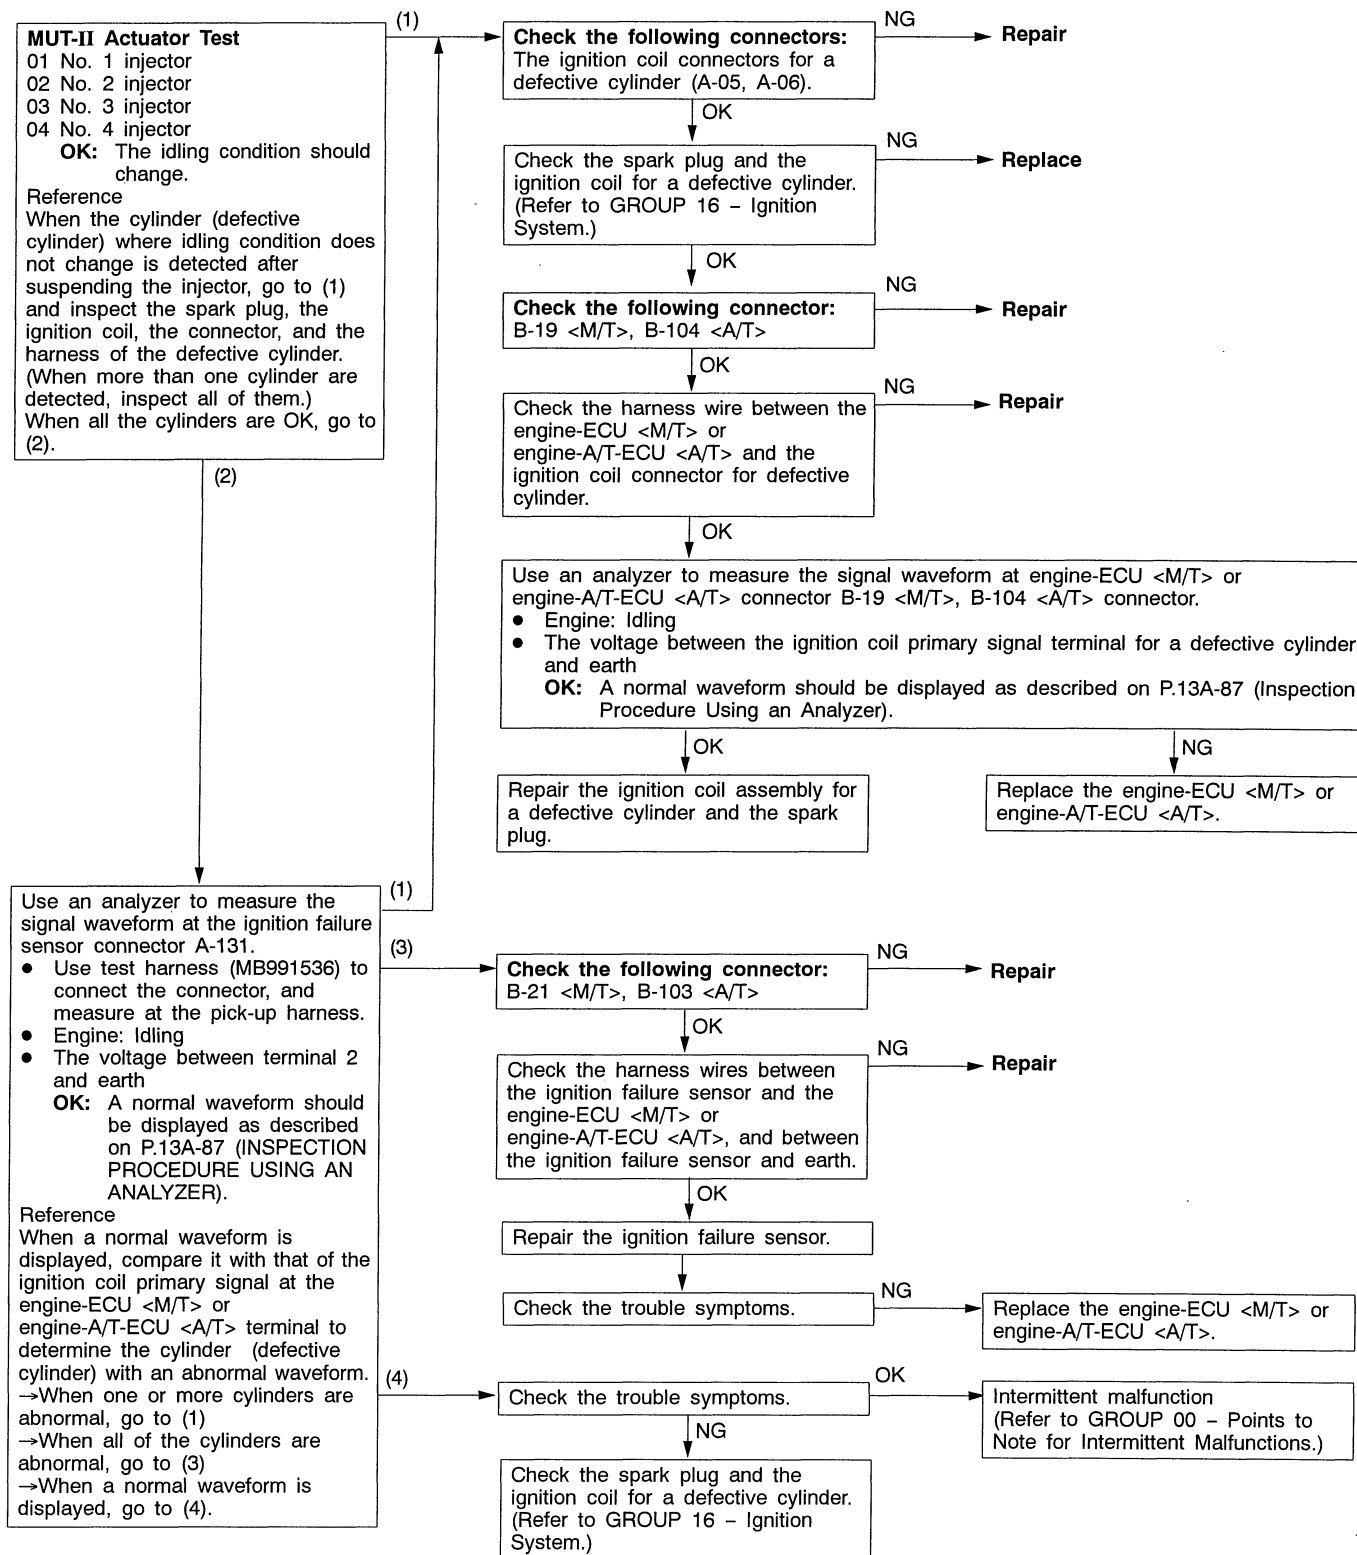 MUT-II Actuator Test
01 No. 1 injector
02 No. 2 injector
03 No. 3 injector
04 No. 4 injector
OK: The idling condition should
change.
Reference
When the cylinder (defective
cylinder) where idling condition does
not change is detected after
suspending the injector, go to (1)
and inspect the spark plug, the
ignition coil, the connector, and the
harness of the defective cylinder.
(When more than one cylinder are
detected, inspect all of them.)
When all the cylinders are OK, go to
(2).
(1)
(2)
Check the following connectors:
The ignition coil connectors for a
defective cylinder (A-05, A-06).
NG
Repair
OK
Check the spark plug and the
ignition coil for a defective cylinder.
(Refer to GROUP 16 – Ignition
System.)
NG
Replace
OK
Check the following connector:
B-19 <M/T>, B-104 <A/T>
NG
Repair
OK
Check the harness wire between the
engine-ECU <M/T> or
engine-A/T-ECU <A/T> and the
ignition coil connector for defective
cylinder.
NG
Repair
OK
Use an analyzer to measure the signal waveform at engine-ECU <M/T> or
engine-A/T-ECU <A/T> connector B-19 <M/T>, B-104 <A/T> connector.
● Engine: Idling
● The voltage between the ignition coil primary signal terminal for a defective cylinder
and earth
OK: A normal waveform should be displayed as described on P.13A-87 (Inspection
Procedure Using an Analyzer).
OK
NG
Repair the ignition coil assembly for
a defective cylinder and the spark
plug.
Replace the engine-ECU <M/T> or
engine-A/T-ECU <A/T>.
Use an analyzer to measure the
signal waveform at the ignition failure
sensor connector A-131.
● Use test harness (MB991536) to
connect the connector, and
measure at the pick-up harness.
● Engine: Idling
● The voltage between terminal 2
and earth
OK: A normal waveform should
be displayed as described
on P.13A-87 (INSPECTION
PROCEDURE USING AN
ANALYZER).
Reference
When a normal waveform is
displayed, compare it with that of the
ignition coil primary signal at the
engine-ECU <M/T> or
engine-A/T-ECU <A/T> terminal to
determine the cylinder (defective
cylinder) with an abnormal waveform.
→When one or more cylinders are
abnormal, go to (1)
→When all of the cylinders are
abnormal, go to (3)
→When a normal waveform is
displayed, go to (4).
(1)
(3)
Check the following connector:
B-21 <M/T>, B-103 <A/T>
NG
Repair
OK
Check the harness wires between
the ignition failure sensor and the
engine-ECU <M/T> or
engine-A/T-ECU <A/T>, and between
the ignition failure sensor and earth.
NG
Repair
OK
Repair the ignition failure sensor.
Check the trouble symptoms.
NG
Replace the engine-ECU <M/T> or
engine-A/T-ECU <A/T>.
(4)
Check the trouble symptoms.
OK
Intermittent malfunction
(Refer to GROUP 00 – Points to
Note for Intermittent Malfunctions.)
NG
Check the spark plug and the
ignition coil for a defective cylinder.
(Refer to GROUP 16 – Ignition
System.)